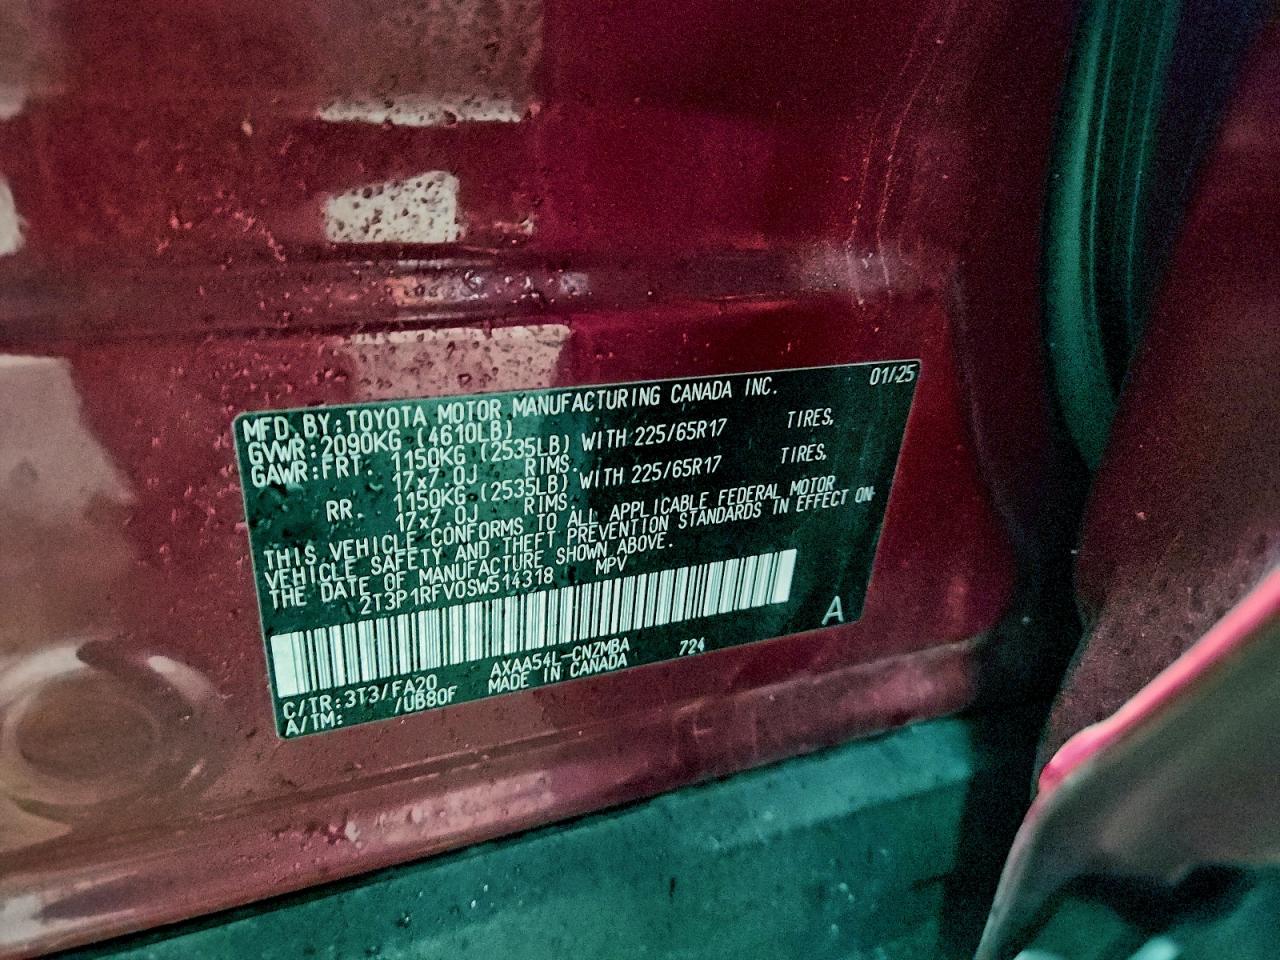 MFD. BY: TOYOTA MOTOR MANUFACTURING CANADA INC. 01/25
GVWR: 2090KG (4610LB)
GAWR: FRT. 1150KG (2535LB) WITH 225/65R17 TIRES,
17x7.0J RIMS.
RR. 1150KG (2535LB) WITH 225/65R17 TIRES,
17x7.0J RIMS.
THIS VEHICLE CONFORMS TO ALL APPLICABLE FEDERAL MOTOR
VEHICLE SAFETY AND THEFT PREVENTION STANDARDS IN EFFECT ON
THE DATE OF MANUFACTURE SHOWN ABOVE.
2T3P1RFV0SW514318 MPV
A
C/TR: 3T3/FA20 AXAA54L-CNZMBA 724
A/TM: /UB80F MADE IN CANADA